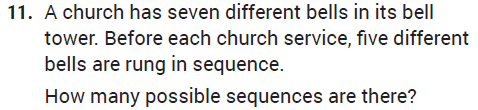 11. A church has seven different bells in its bell
tower. Before each church service, five different
bells are rung in sequence.
How many possible sequences are there?